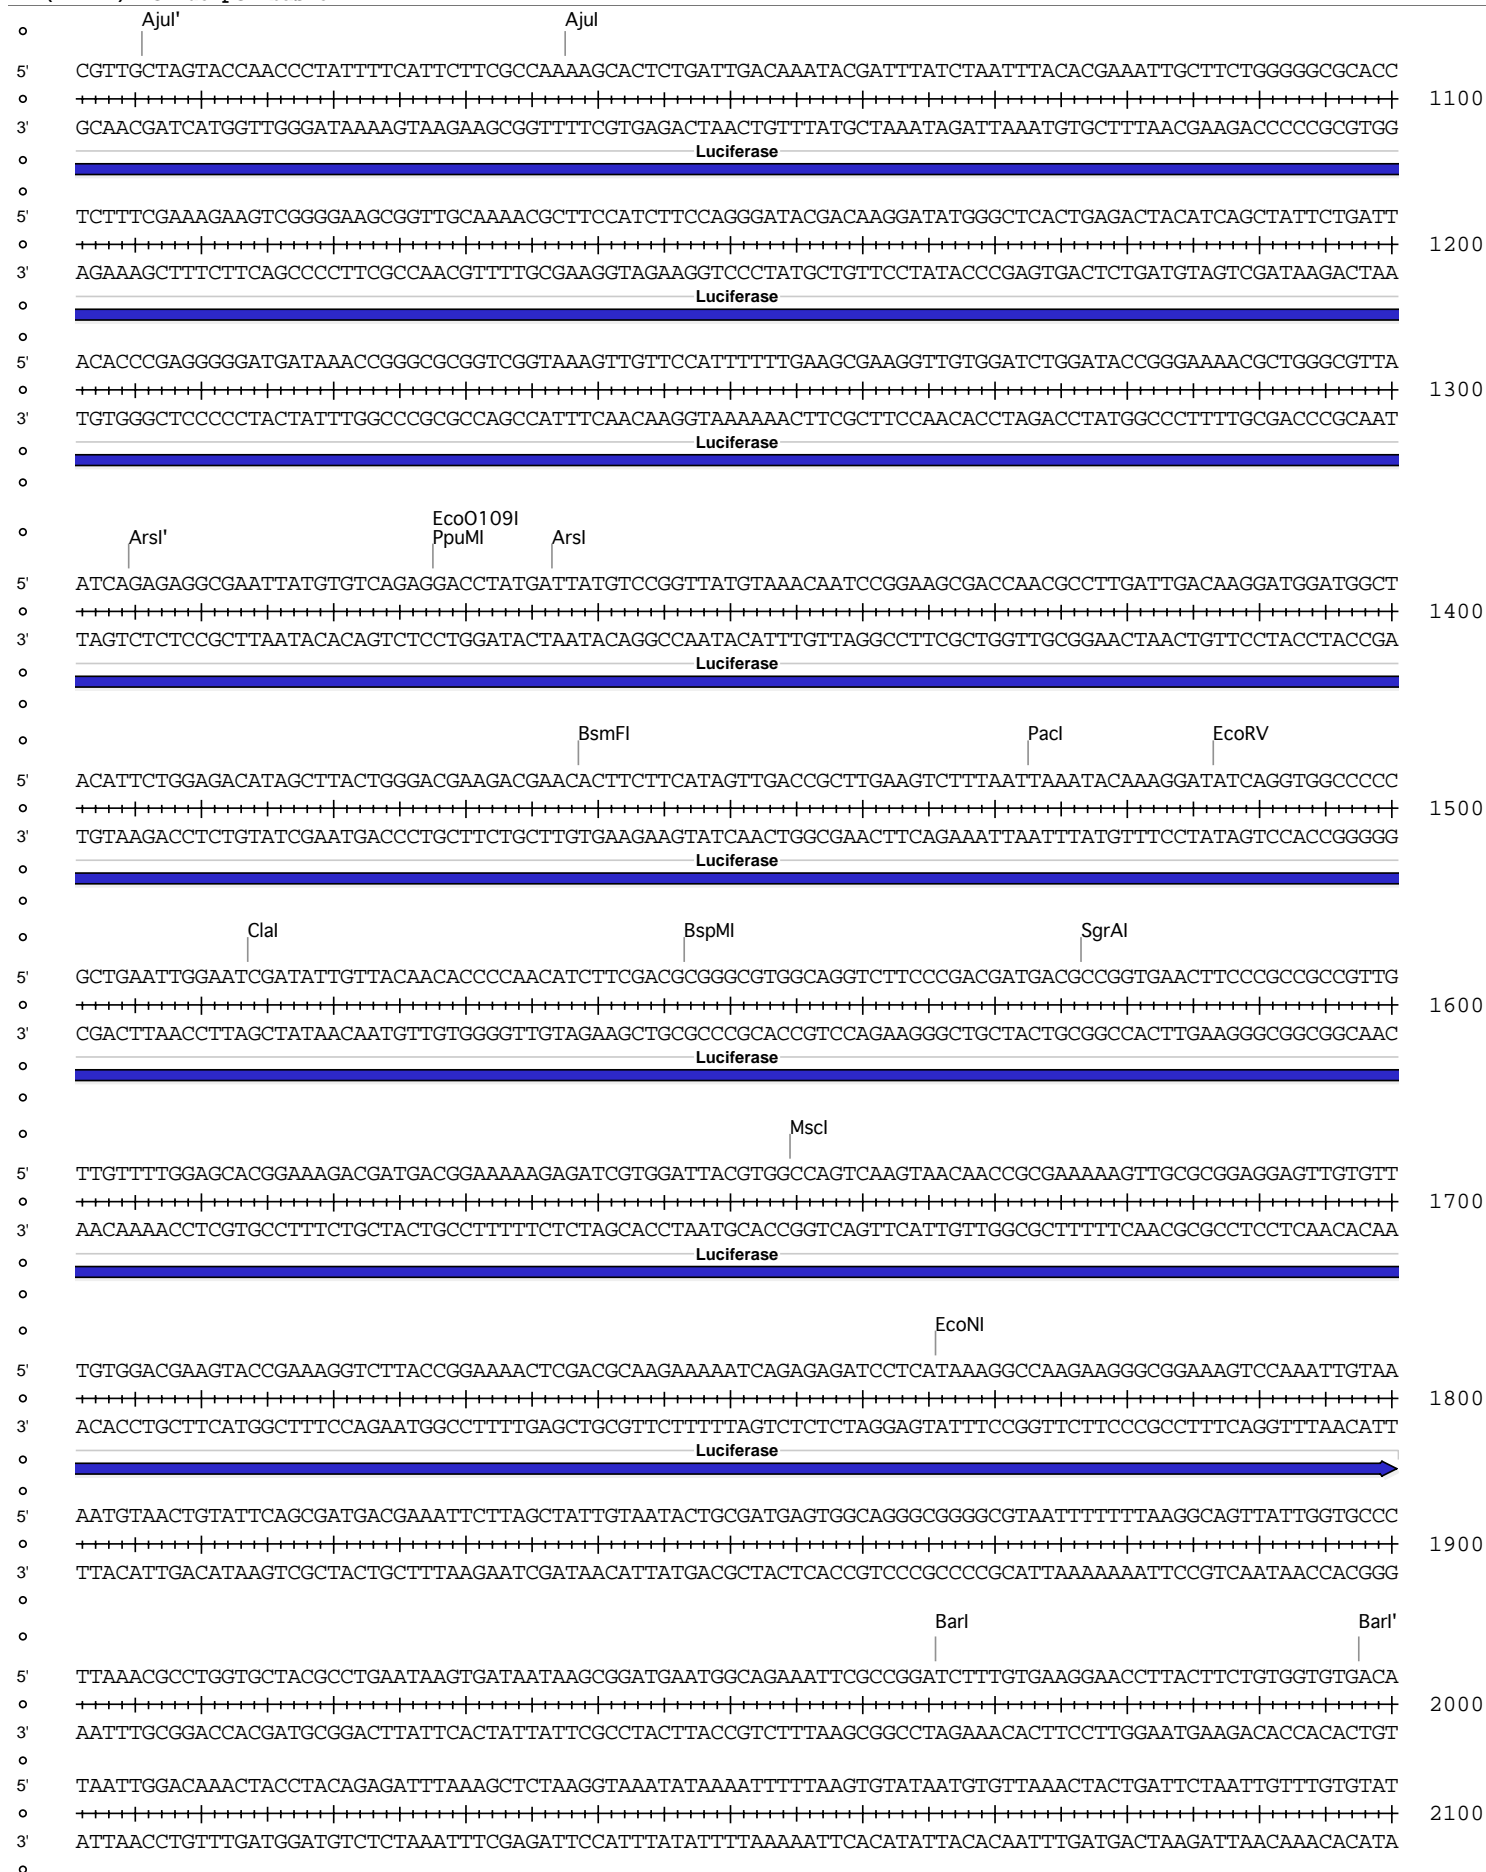 AjuI' AjuI
5' CGTTGCTAGTACCAACCCTATTTTCATTCTTCGCCAAAAGCACTCTGATTGACAAATACGATTTATCTAATTTACACGAAATTGCTTCTGGGGGCGCACC
1100
3' GCAACGATCATGGTTGGGATAAAAGTAAGAAGCGGTTTTCGTGAGACTAACTGTTTATGCTAAATAGATTAAATGTGCTTTAACGAAGACCCCCGCGTGG
Luciferase
5' TCTTTCGAAAGAAGTCGGGGAAGCGGTTGCAAAACGCTTCCATCTTCCAGGGATACGACAAGGATATGGGCTCACTGAGACTACATCAGCTATTCTGATT
1200
3' AGAAAGCTTTCTTCAGCCCCTTCGCCAACGTTTTGCGAAGGTAGAAGGTCCCTATGCTGTTCCTATACCCGAGTGACTCTGATGTAGTCGATAAGACTAA
Luciferase
5' ACACCCGAGGGGGATGATAAACCGGGCGCGGTCGGTAAAGTTGTTCCATTTTTTGAAGCGAAGGTTGTGGATCTGGATACCGGGAAAACGCTGGGCGTTA
1300
3' TGTGGGCTCCCCCTACTATTTGGCCCGCGCCAGCCATTTCAACAAGGTAAAAAACTTCGCTTCCAACACCTAGACCTATGGCCCTTTTGCGACCCGCAAT
Luciferase
EcoO109I
ArsI' PpuMI ArsI
5' ATCAGAGAGGCGAATTATGTGTCAGAGGACCTATGATTATGTCCGGTTATGTAAACAATCCGGAAGCGACCAACGCCTTGATTGACAAGGATGGATGGCT
1400
3' TAGTCTCTCCGCTTAATACACAGTCTCCTGGATACTAATACAGGCCAATACATTTGTTAGGCCTTCGCTGGTTGCGGAACTAACTGTTCCTACCTACCGA
Luciferase
BsmFI PacI EcoRV
5' ACATTCTGGAGACATAGCTTACTGGGACGAAGACGAACACTTCTTCATAGTTGACCGCTTGAAGTCTTTAATTAAATACAAAGGATATCAGGTGGCCCCC
1500
3' TGTAAGACCTCTGTATCGAATGACCCTGCTTCTGCTTGTGAAGAAGTATCAACTGGCGAACTTCAGAAATTAATTTATGTTTCCTATAGTCCACCGGGGG
Luciferase
ClaI BspMI SgrAI
5' GCTGAATTGGAATCGATATTGTTACAACACCCCAACATCTTCGACGCGGGCGTGGCAGGTCTTCCCGACGATGACGCCGGTGAACTTCCCGCCGCCGTTG
1600
3' CGACTTAACCTTAGCTATAACAATGTTGTGGGGTTGTAGAAGCTGCGCCCGCACCGTCCAGAAGGGCTGCTACTGCGGCCACTTGAAGGGCGGCGGCAAC
Luciferase
MscI
5' TTGTTTTGGAGCACGGAAAGACGATGACGGAAAAAGAGATCGTGGATTACGTGGCCAGTCAAGTAACAACCGCGAAAAAGTTGCGCGGAGGAGTTGTGTT
1700
3' AACAAAACCTCGTGCCTTTCTGCTACTGCCTTTTTCTCTAGCACCTAATGCACCGGTCAGTTCATTGTTGGCGCTTTTTCAACGCGCCTCCTCAACACAA
Luciferase
EcoNI
5' TGTGGACGAAGTACCGAAAGGTCTTACCGGAAAACTCGACGCAAGAAAAATCAGAGAGATCCTCATAAAGGCCAAGAAGGGCGGAAAGTCCAAATTGTAA
1800
3' ACACCTGCTTCATGGCTTTCCAGAATGGCCTTTTGAGCTGCGTTCTTTTTAGTCTCTCTAGGAGTATTTCCGGTTCTTCCCGCCTTTCAGGTTTAACATT
Luciferase
5' AATGTAACTGTATTCAGCGATGACGAAATTCTTAGCTATTGTAATACTGCGATGAGTGGCAGGGCGGGGCGTAATTTTTTTAAGGCAGTTATTGGTGCCC
1900
3' TTACATTGACATAAGTCGCTACTGCTTTAAGAATCGATAACATTATGACGCTACTCACCGTCCCGCCCCGCATTAAAAAAATTCCGTCAATAACCACGGG
BarI BarI'
5' TTAAACGCCTGGTGCTACGCCTGAATAAGTGATAATAAGCGGATGAATGGCAGAAATTCGCCGGATCTTTGTGAAGGAACCTTACTTCTGTGGTGTGACA
2000
3' AATTTGCGGACCACGATGCGGACTTATTCACTATTATTCGCCTACTTACCGTCTTTAAGCGGCCTAGAAACACTTCCTTGGAATGAAGACACCACACTGT
5' TAATTGGACAAACTACCTACAGAGATTTAAAGCTCTAAGGTAAATATAAAATTTTTAAGTGTATAATGTGTTAAACTACTGATTCTAATTGTTTGTGTAT
2100
3' ATTAACCTGTTTGATGGATGTCTCTAAATTTCGAGATTCCATTTATATTTTAAAAATTCACATATTACACAATTTGATGACTAAGATTAACAAACACATA